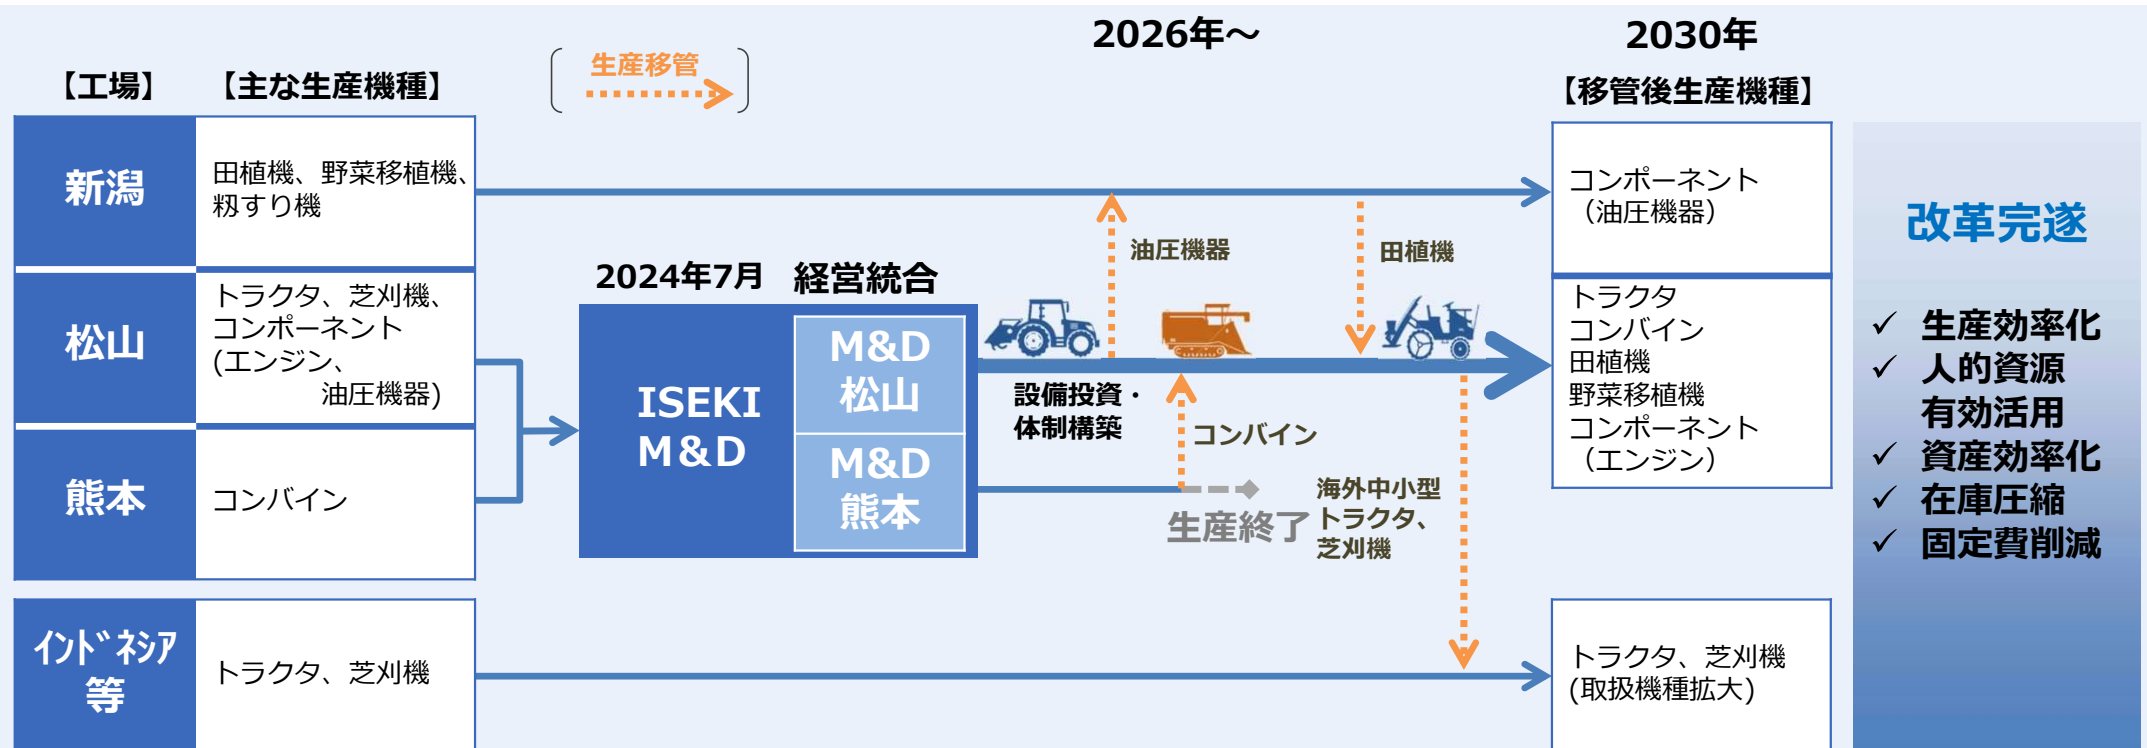 2026年～
2030年
【工場】
【主な生産機種】
生産移管
【移管後生産機種】
新潟
田植機、野菜移植機、
籾すり機
コンポーネント
（油圧機器）
油圧機器
田植機
松山
トラクタ、芝刈機、
コンポーネント
(エンジン、
油圧機器)
熊本
コンバイン
2024年7月 経営統合
ISEKI
M&D
M&D
松山
M&D
熊本
設備投資・
体制構築
コンバイン
生産終了
海外中小型
トラクタ、
芝刈機
トラクタ
コンバイン
田植機
野菜移植機
コンポーネント
（エンジン）
ｲﾝﾄﾞﾈｼｱ
等
トラクタ、芝刈機
トラクタ、芝刈機
(取扱機種拡大)
改革完遂
✓ 生産効率化
✓ 人的資源
有効活用
✓ 資産効率化
✓ 在庫圧縮
✓ 固定費削減